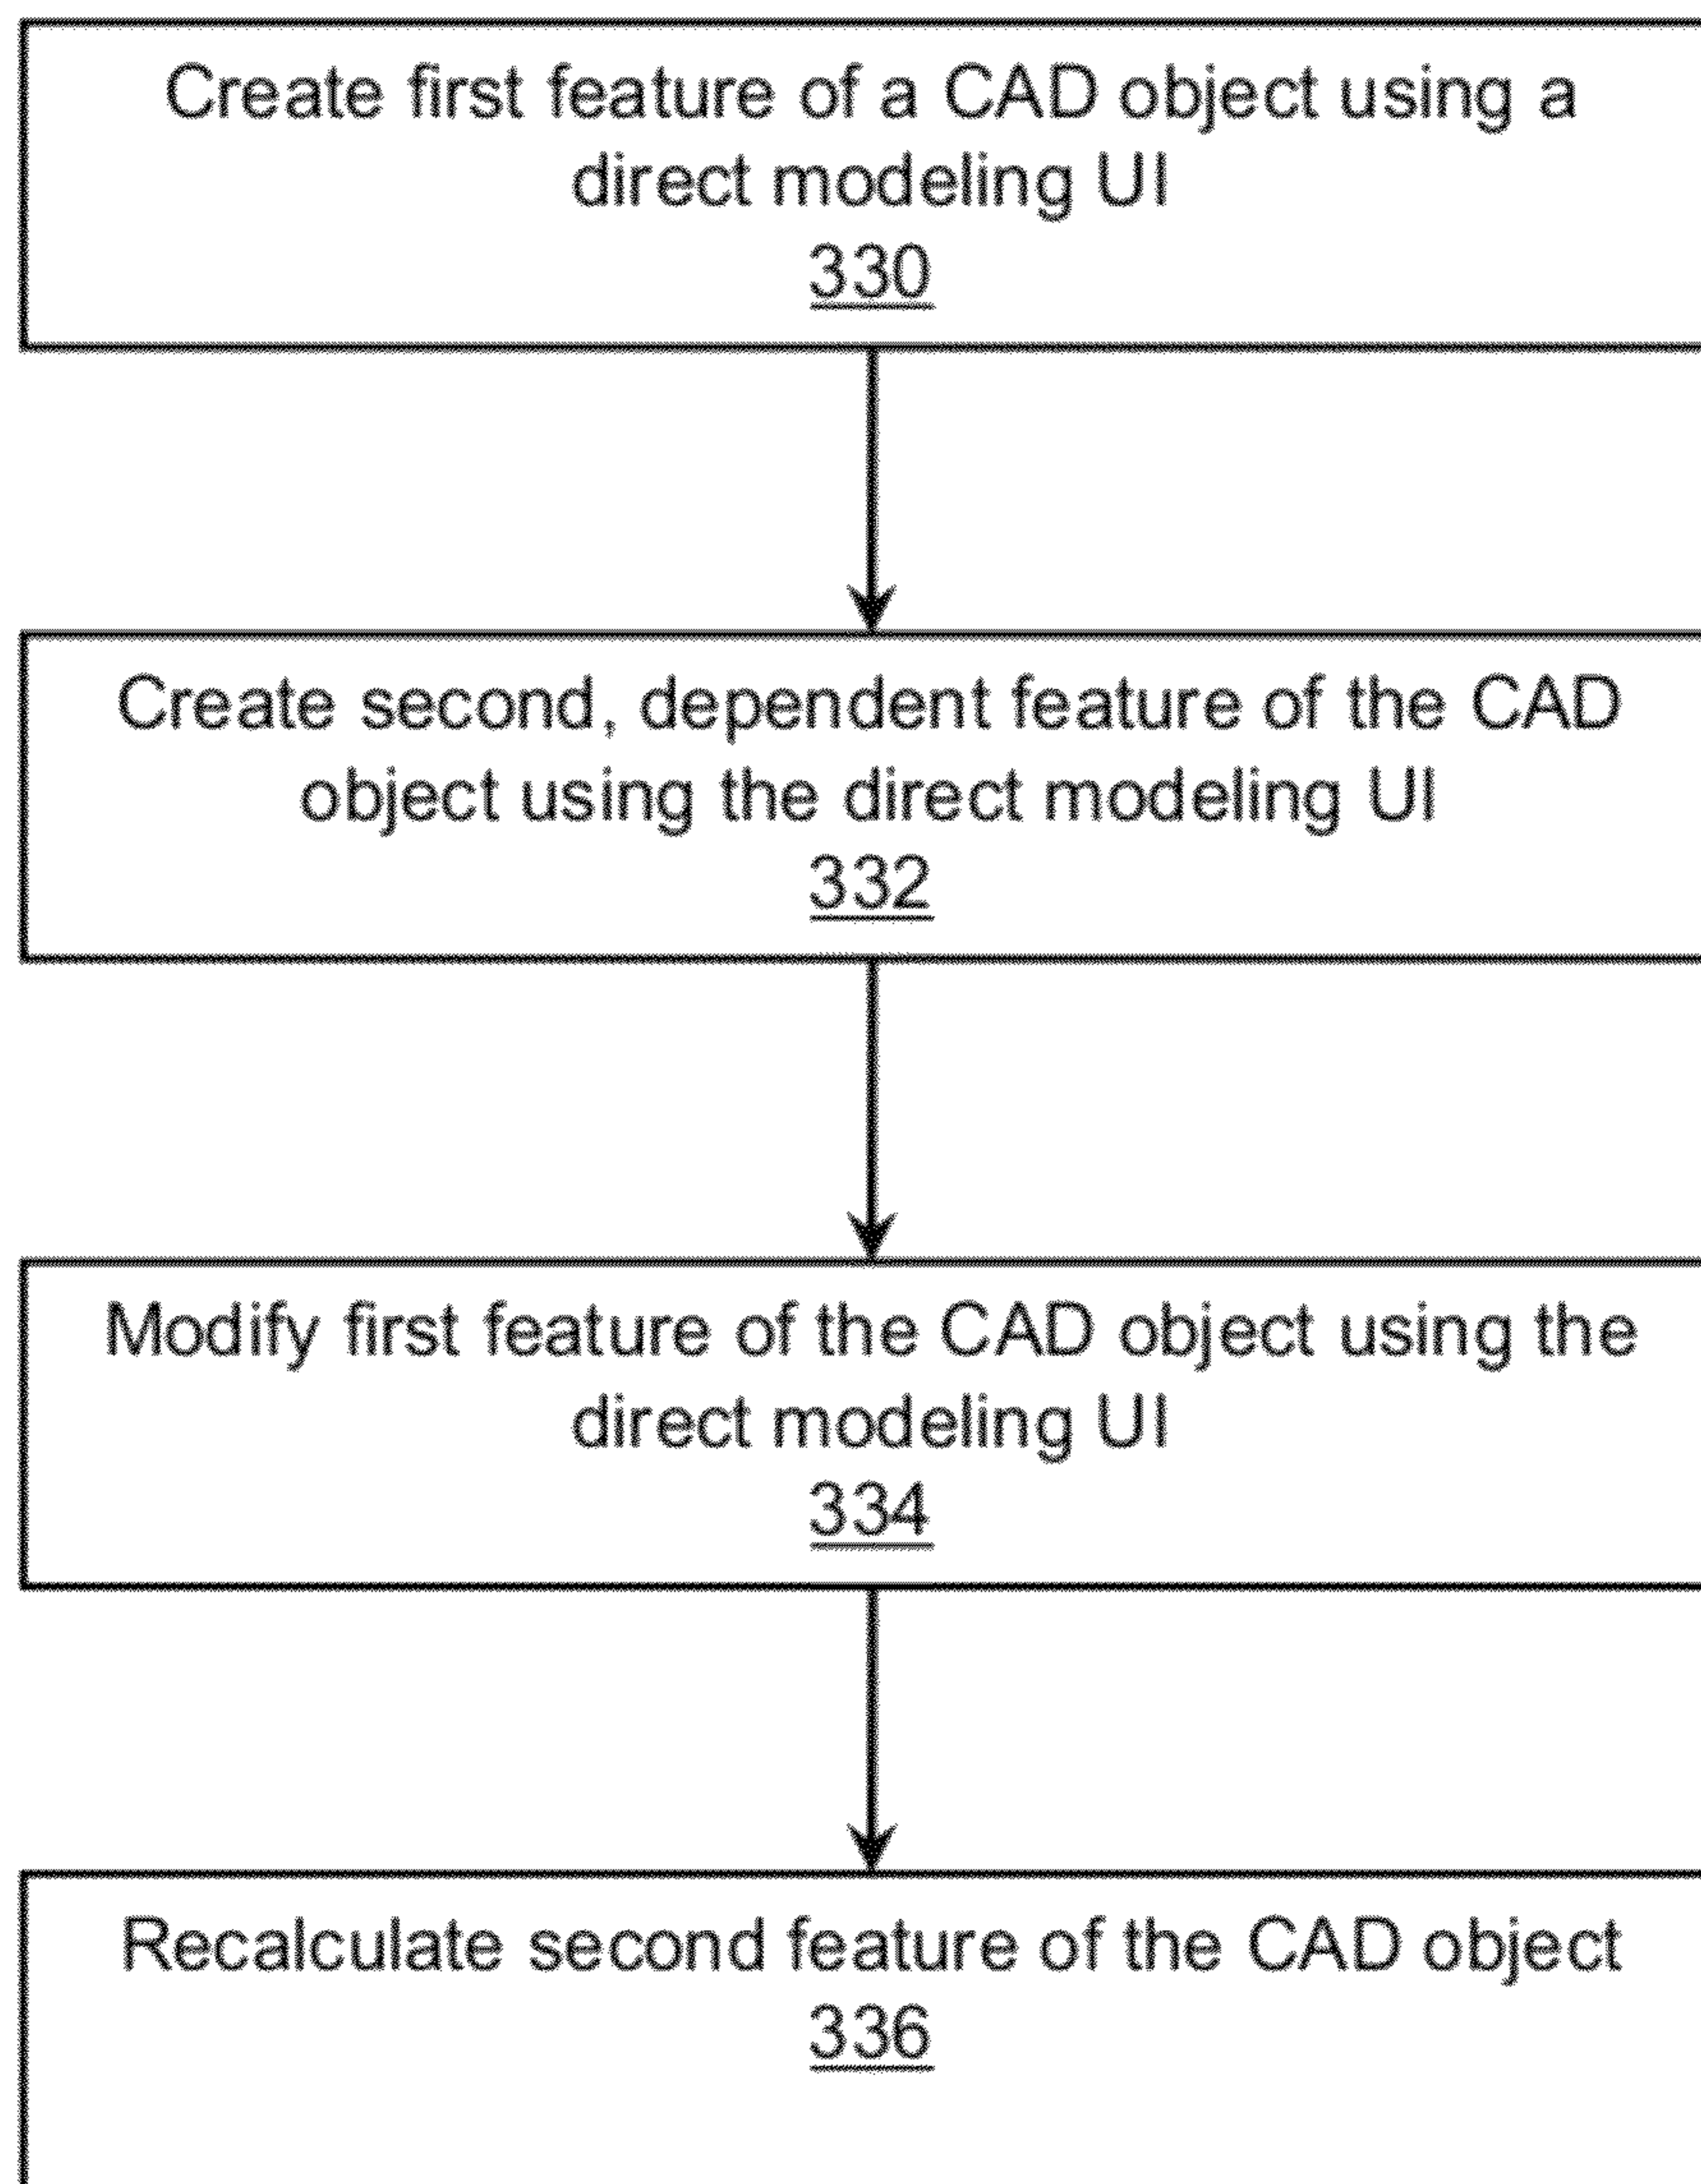 Create first feature of a CAD object using a
direct modeling UI
330
Create second, dependent feature of the CAD
object using the direct modeling UI
332
Modify first feature of the CAD object using the
direct modeling UI
334
Recalculate second feature of the CAD object
336